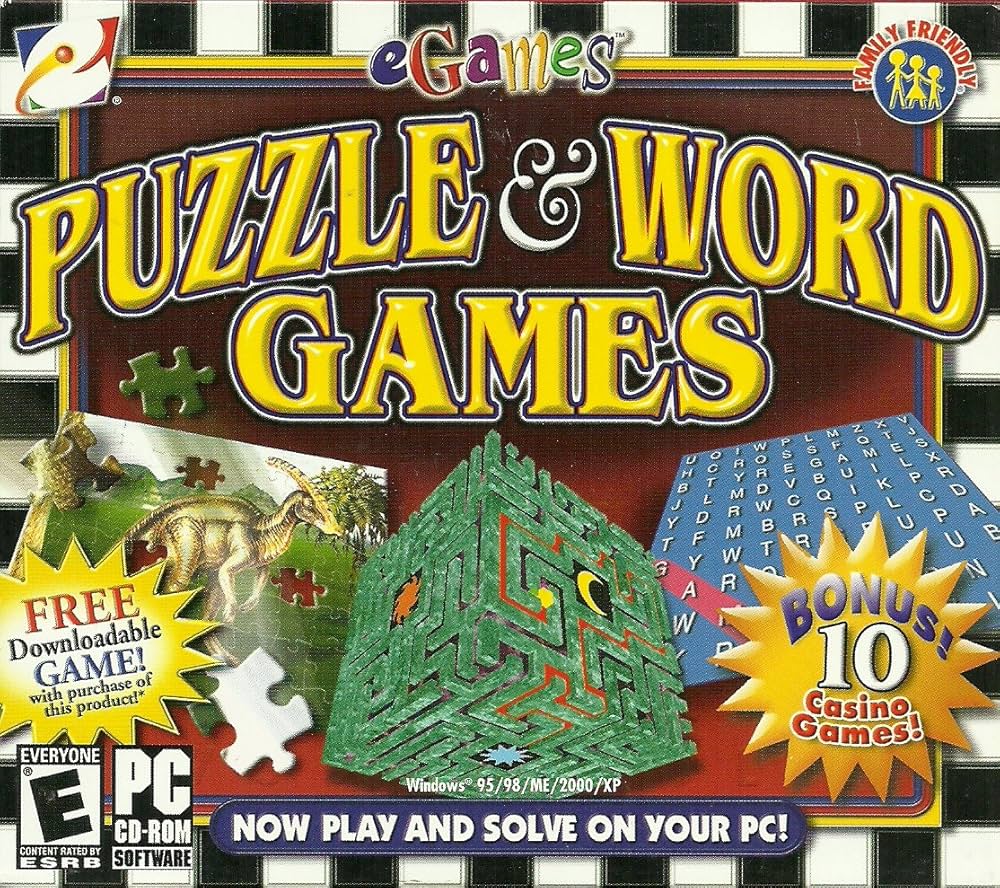 eGames™
FAMILY FRIENDLY®
PUZZLE & WORD
GAMES
FREE
Downloadable
GAME!
with purchase of
this product!*
BONUS!
10
Casino
Games!
Windows® 95/98/ME/2000/XP
NOW PLAY AND SOLVE ON YOUR PC!
EVERYONE
E
®
CONTENT RATED BY
ESRB
PC
CD-ROM
SOFTWARE